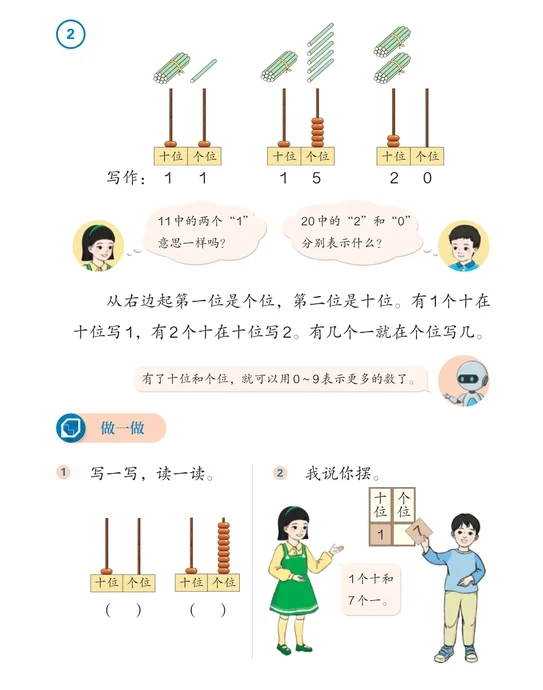 2
十位 个位 十位 个位 十位 个位
写作： 1 1 1 5 2 0
11中的两个“1”
意思一样吗？
20中的“2”和“0”
分别表示什么？
从右边起第一位是个位，第二位是十位。有1个十在
十位写1，有2个十在十位写2。有几个一就在个位写几。
有了十位和个位，就可以用0~9表示更多的数了。
做一做
1 写一写，读一读。
十位 个位 十位 个位
( ) ( )
2 我说你摆。
十位 个位
1 7
1个十和
7个一。